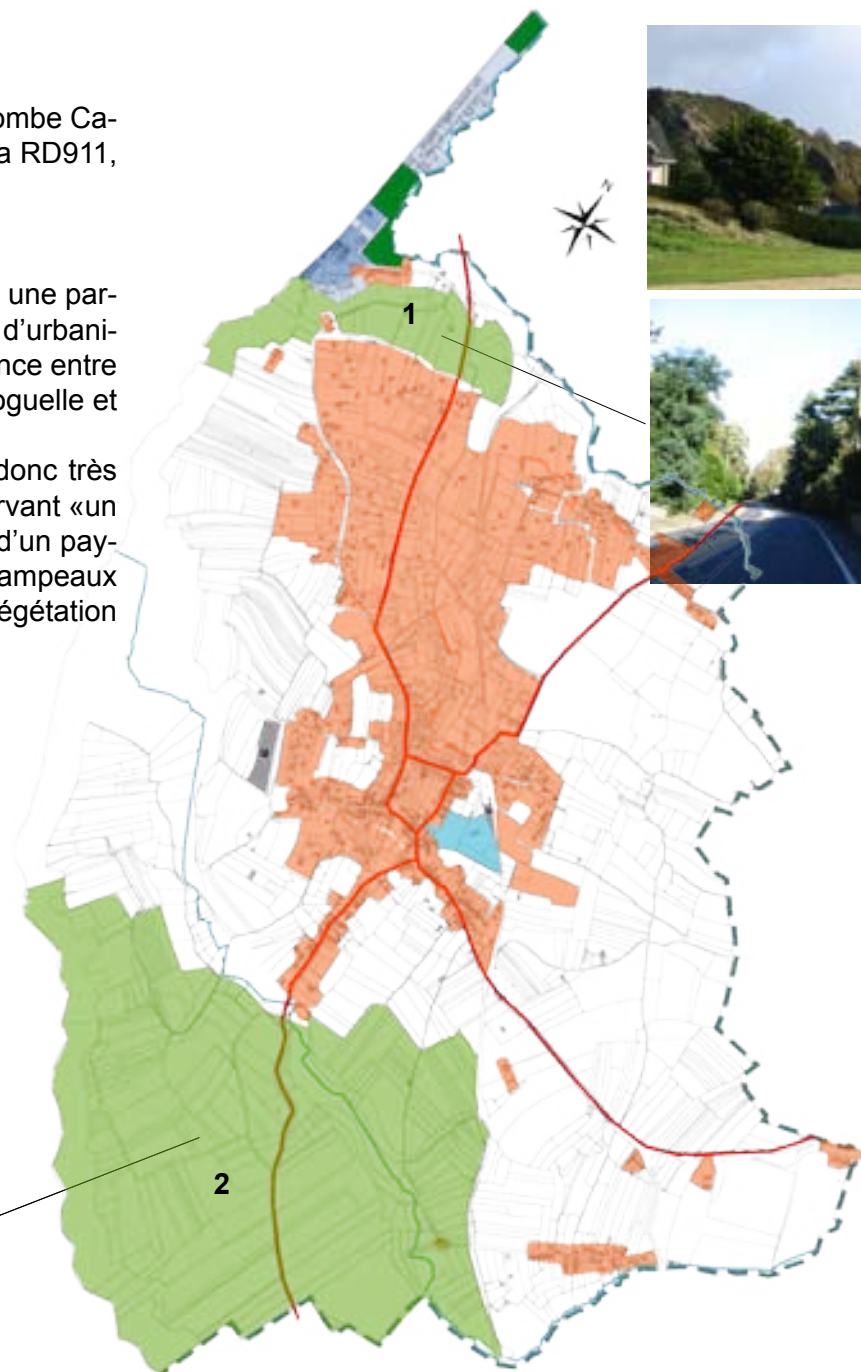 ombe Ca-
a RD911,
une par-
d'urbani-
ence entre
oguelle et
donc très
rvant «un
d'un pay-
ampeaux
égétation
N
1
2